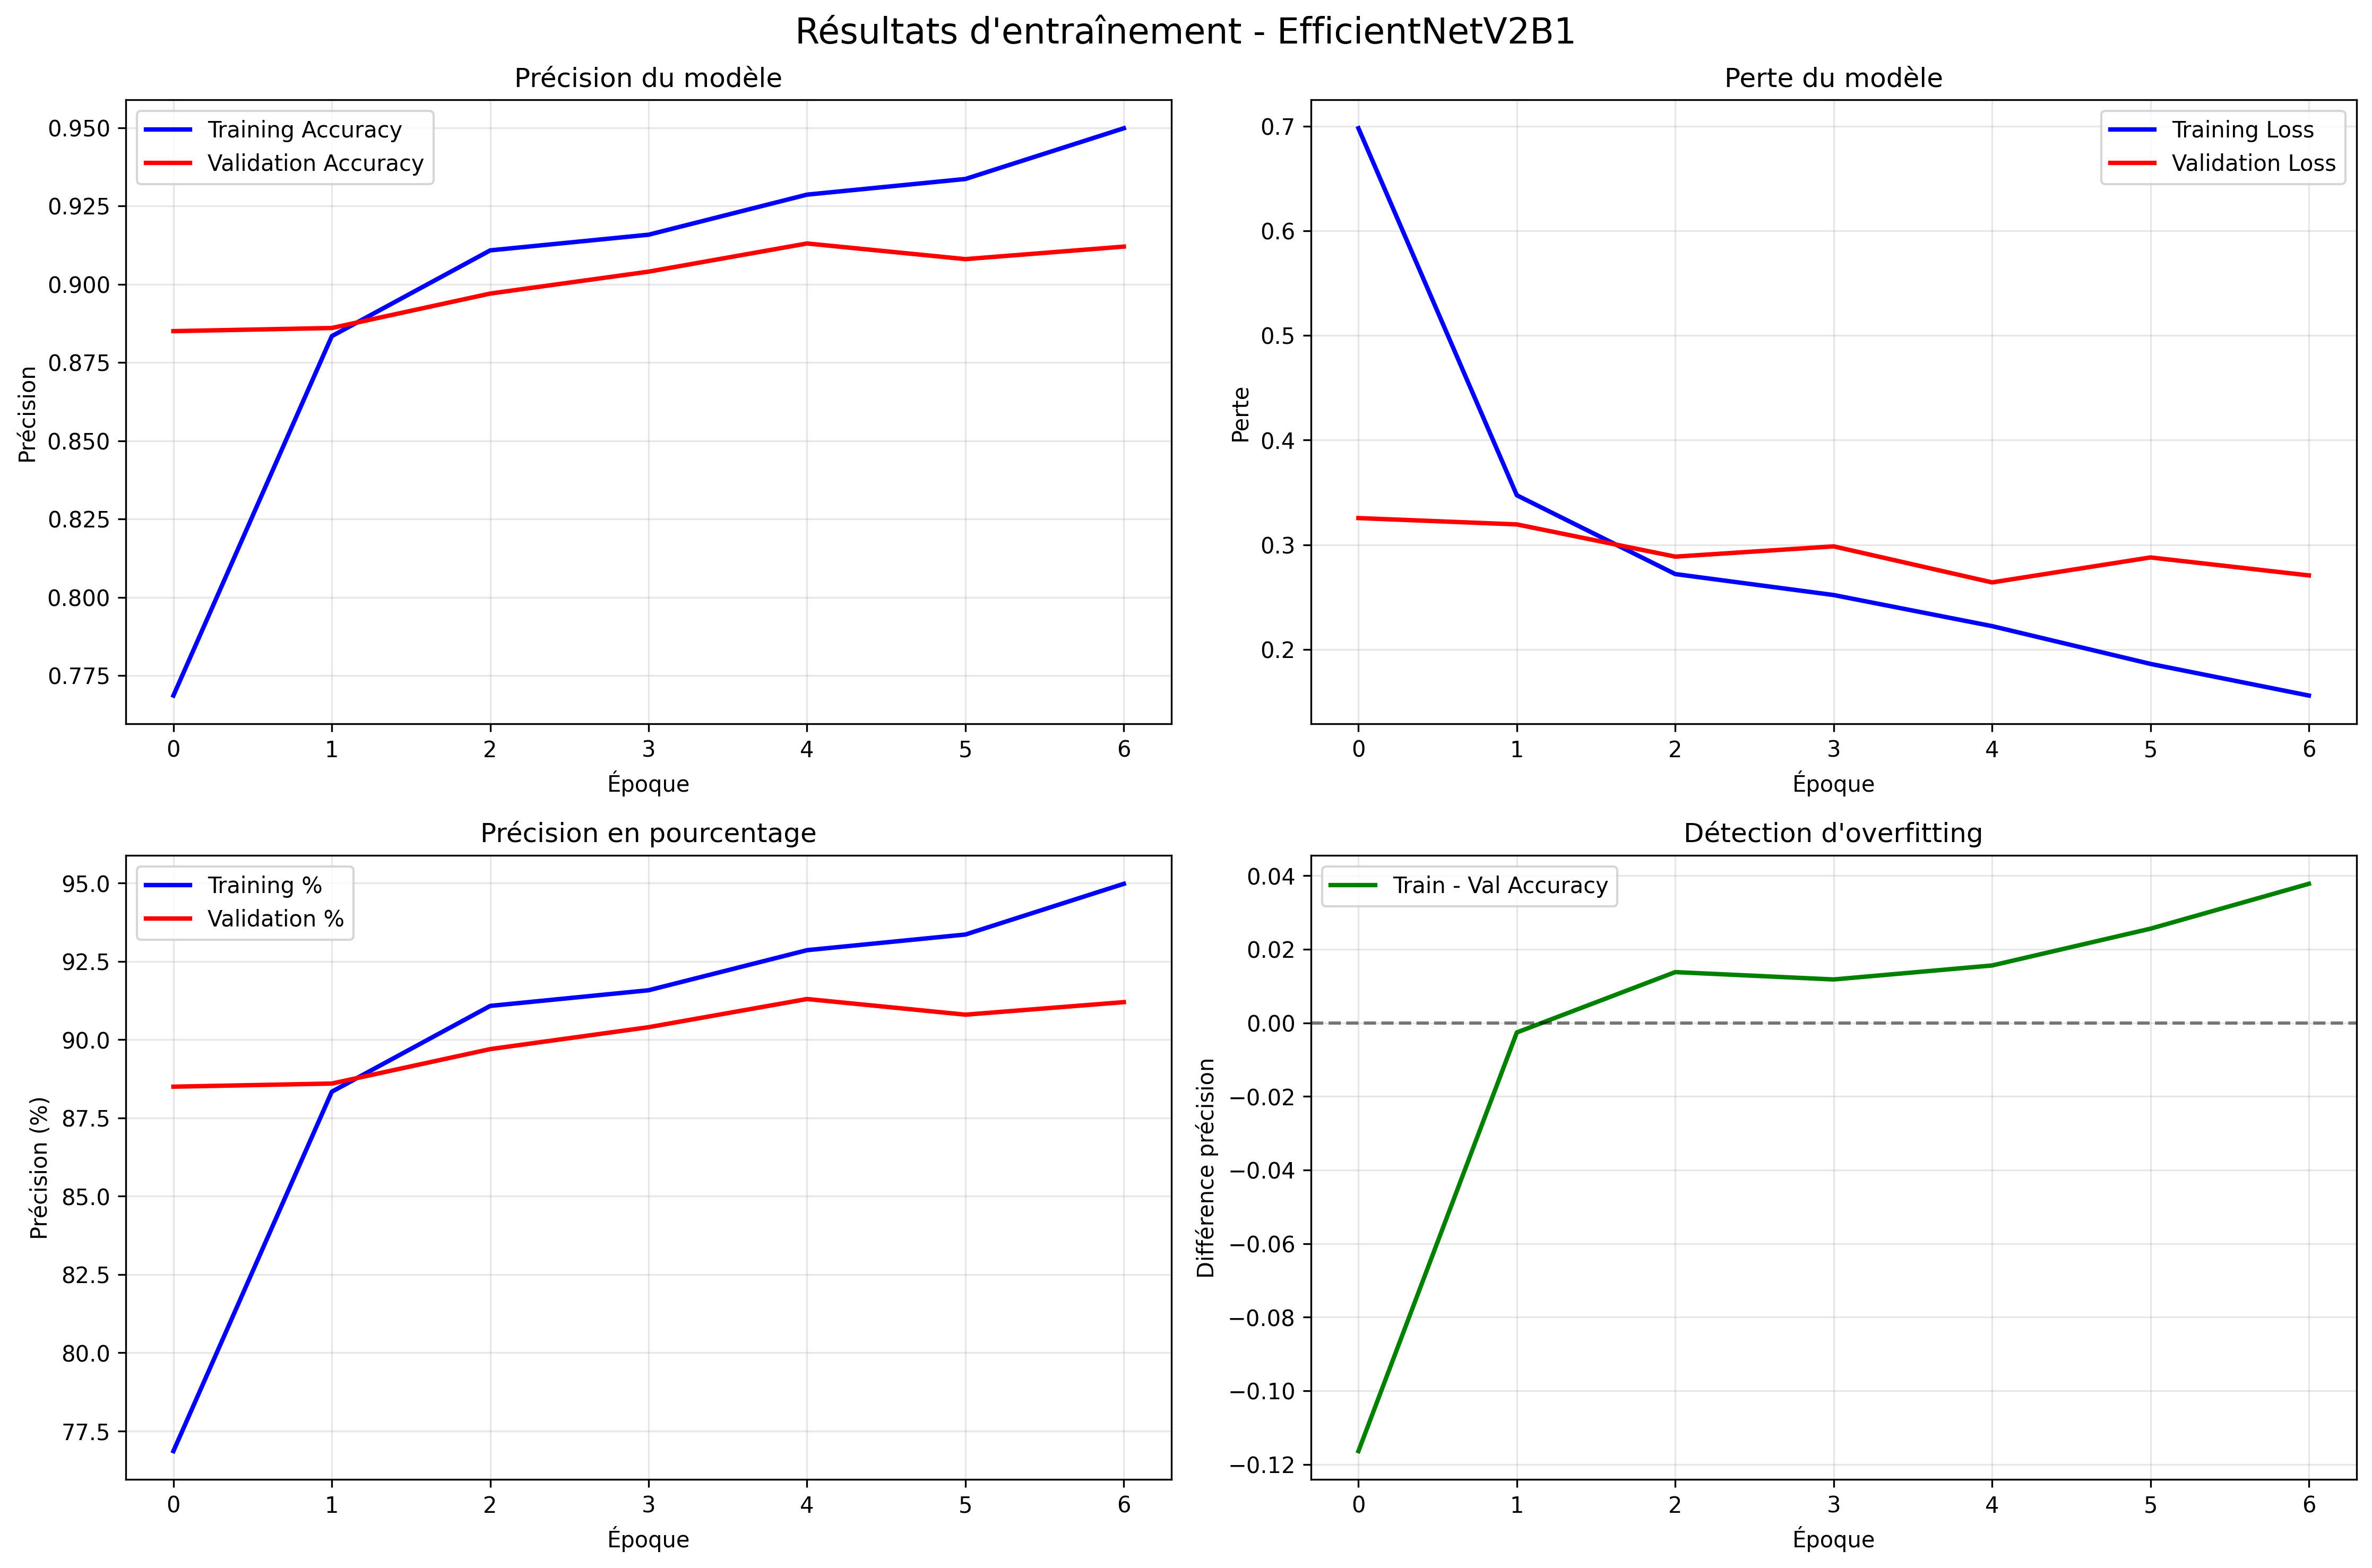 Résultats d'entraînement - EfficientNetV2B1
Précision du modèle
Training Accuracy
Validation Accuracy
Précision
0.950
0.925
0.900
0.875
0.850
0.825
0.800
0.775
0 1 2 3 4 5 6
Époque
Perte du modèle
Training Loss
Validation Loss
Perte
0.7
0.6
0.5
0.4
0.3
0.2
0 1 2 3 4 5 6
Époque
Précision en pourcentage
Training %
Validation %
Précision (%)
95.0
92.5
90.0
87.5
85.0
82.5
80.0
77.5
0 1 2 3 4 5 6
Époque
Détection d'overfitting
Train - Val Accuracy
Différence précision
0.04
0.02
0.00
−0.02
−0.04
−0.06
−0.08
−0.10
−0.12
0 1 2 3 4 5 6
Époque